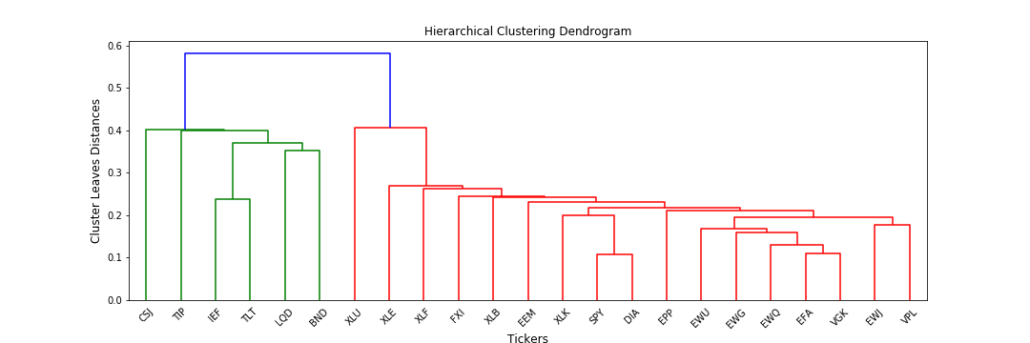 Hierarchical Clustering Dendrogram
Cluster Leaves Distances
0.6
0.5
0.4
0.3
0.2
0.1
0.0
CSJ TIP IEF TLT LQD BND XLU XLE XLF FXI XLB EEM XLK SPY DIA EPP EWU EWG EWQ EFA VGK EWJ VPL
Tickers